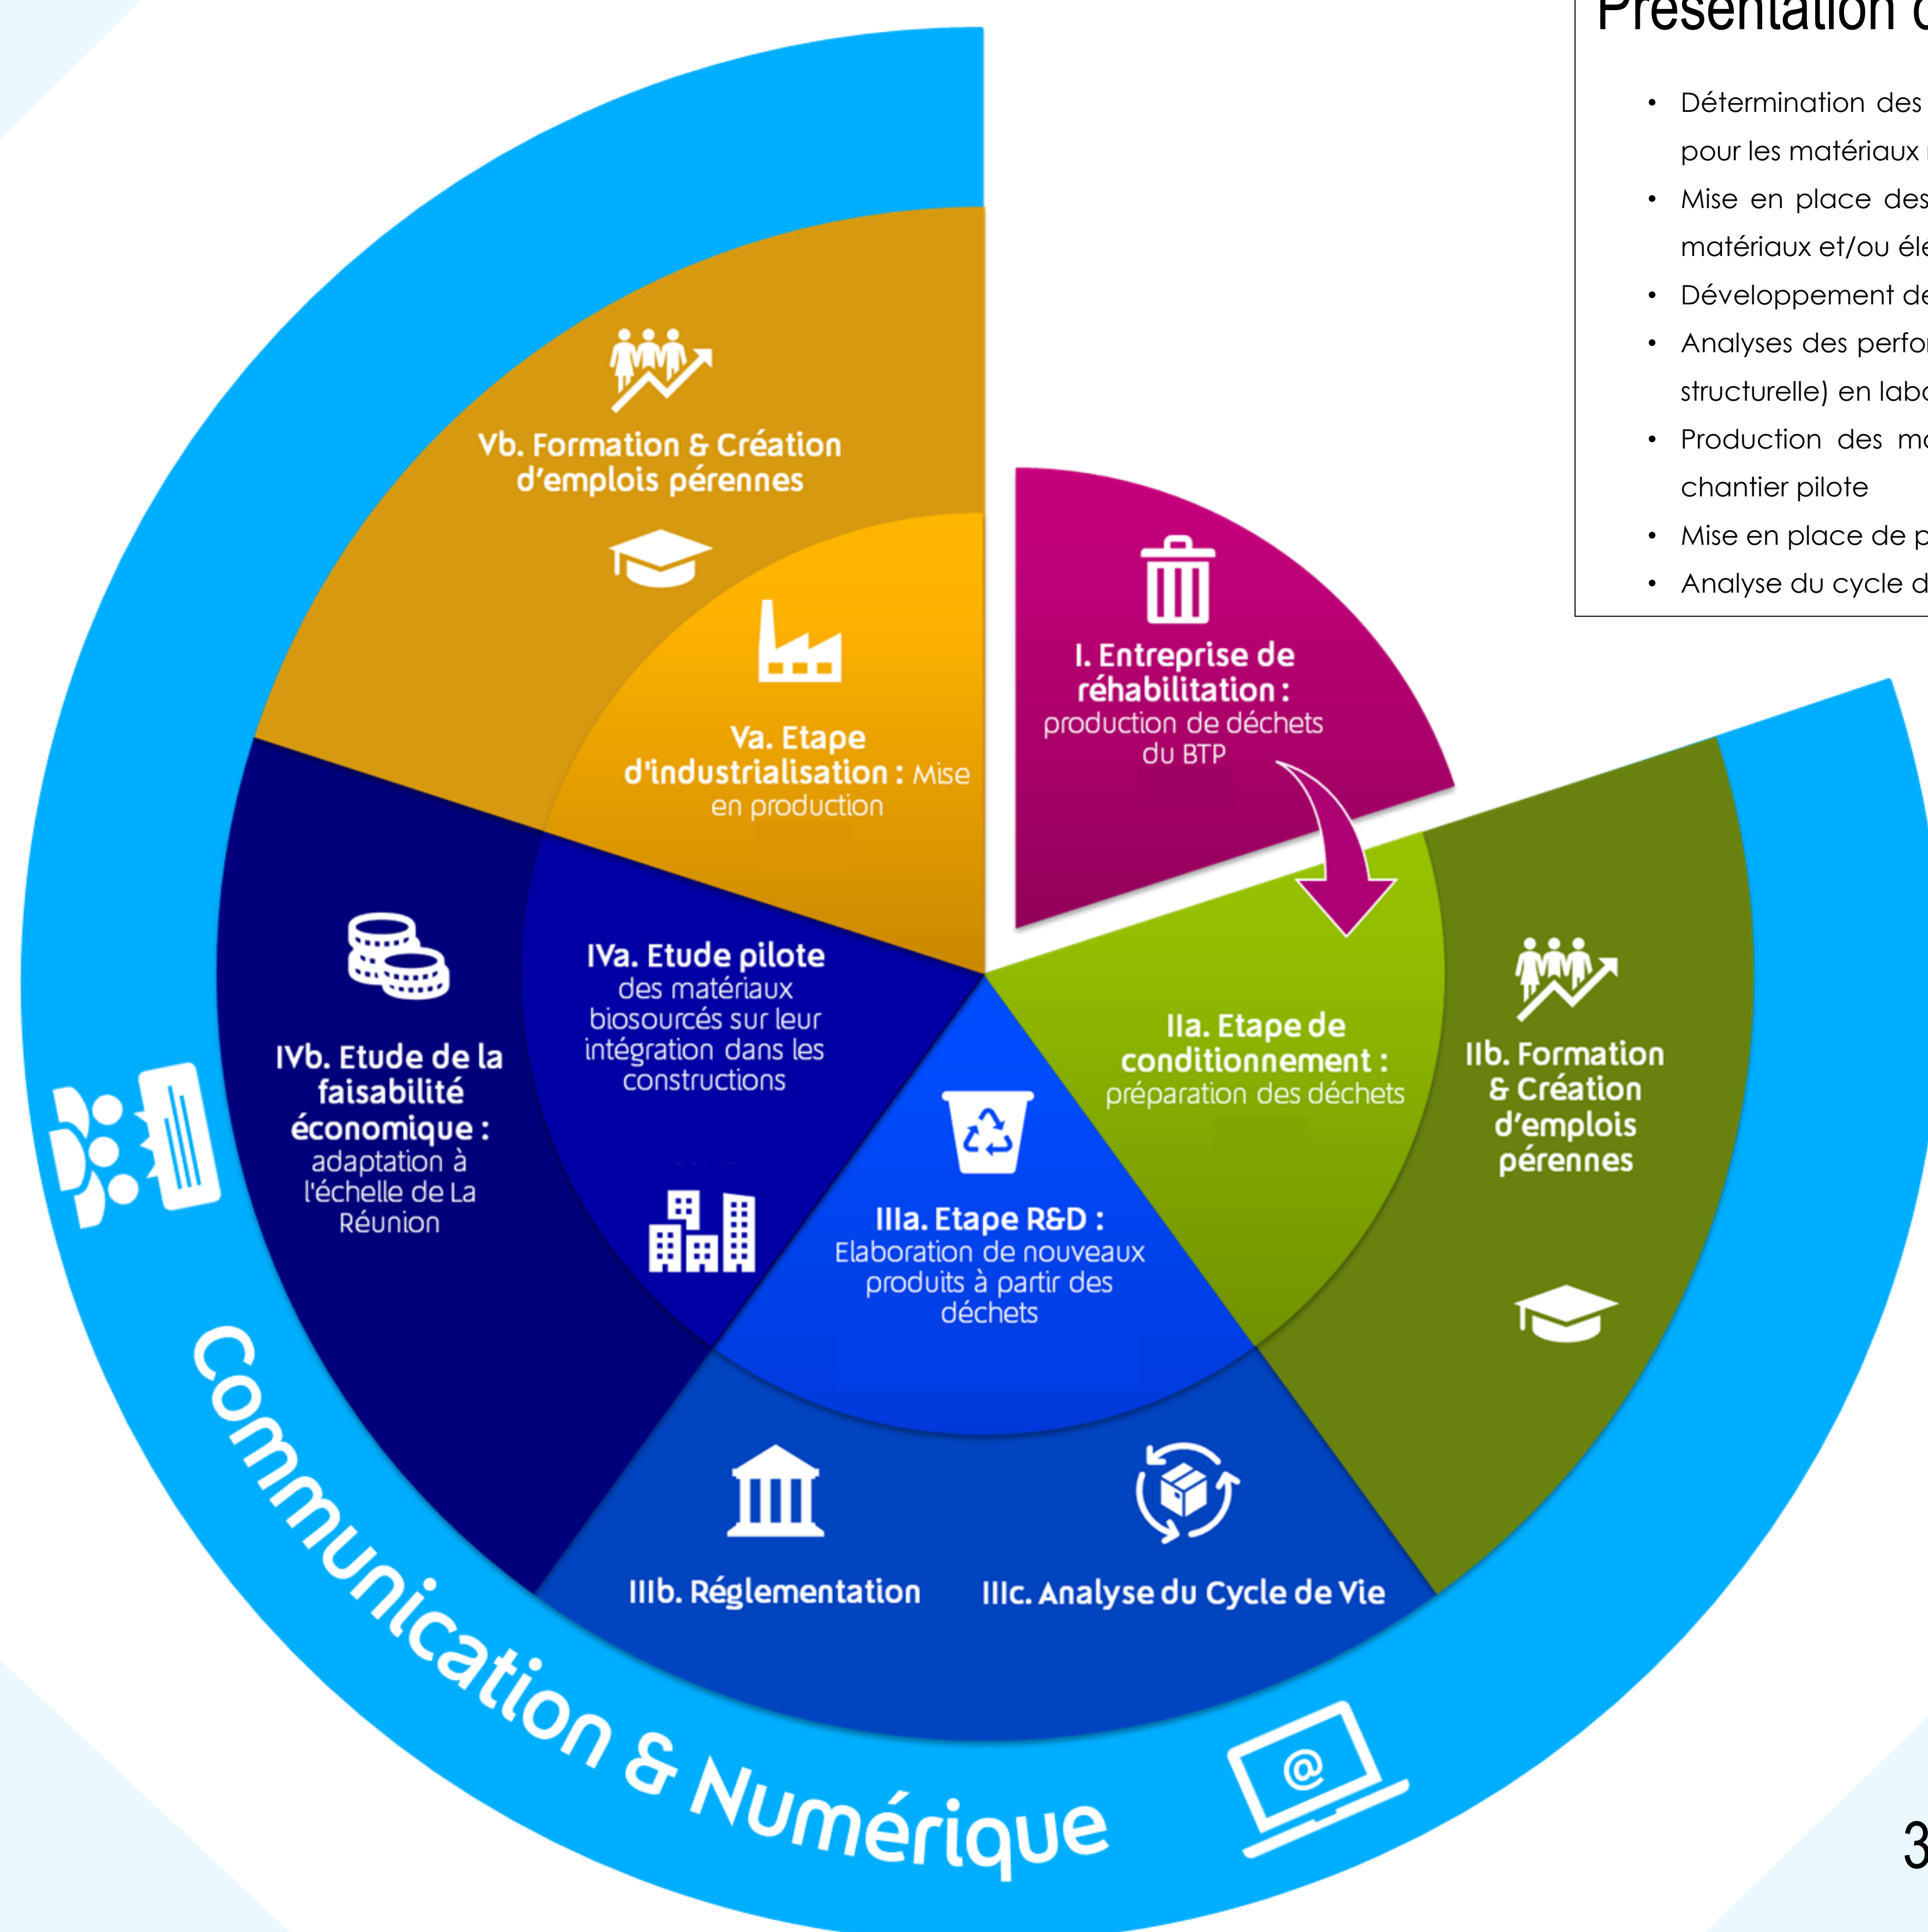 Présentation
• Détermination des
pour les matériaux
• Mise en place des
matériaux et/ou
• Développement
• Analyses des
structurelle) en
• Production des
chantier pilote
• Mise en place de
• Analyse du cycle
Vb. Formation & Création
d'emplois pérennes
Va. Etape
d'industrialisation : Mise
en production
I. Entreprise de
réhabilitation :
production de déchets
du BTP
IIa. Etape de
conditionnement :
préparation des déchets
IIb. Formation
& Création
d'emplois
pérennes
IIIa. Etape R&D :
Elaboration de nouveaux
produits à partir des
déchets
IIIb. Réglementation
IIIc. Analyse du Cycle de Vie
IVa. Etude pilote
des matériaux
biosourcés sur leur
intégration dans les
constructions
IVb. Etude de la
faisabilité
économique :
adaptation à
l'échelle de La
Réunion
Communication & Numérique
@
3